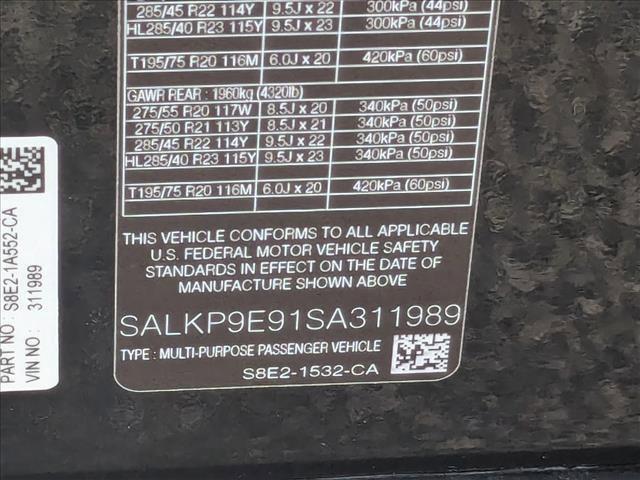 285/45 R22 114Y 9.5J x 22 300kPa (44psi)
HL285/40 R23 115Y 9.5J x 23 300kPa (44psi)
T195/75 R20 116M 6.0J x 20 420kPa (60psi)
GAWR REAR : 1960kg (4320lb)
275/55 R20 117W 8.5J x 20 340kPa (50psi)
275/50 R21 113Y 8.5J x 21 340kPa (50psi)
285/45 R22 114Y 9.5J x 22 340kPa (50psi)
HL285/40 R23 115Y 9.5J x 23 340kPa (50psi)
T195/75 R20 116M 6.0J x 20 420kPa (60psi)
THIS VEHICLE CONFORMS TO ALL APPLICABLE
U.S. FEDERAL MOTOR VEHICLE SAFETY
STANDARDS IN EFFECT ON THE DATE OF
MANUFACTURE SHOWN ABOVE
SALKP9E91SA311989
TYPE : MULTI-PURPOSE PASSENGER VEHICLE
S8E2-1532-CA
PART NO : S8E2-1A552-CA
VIN NO : 311989